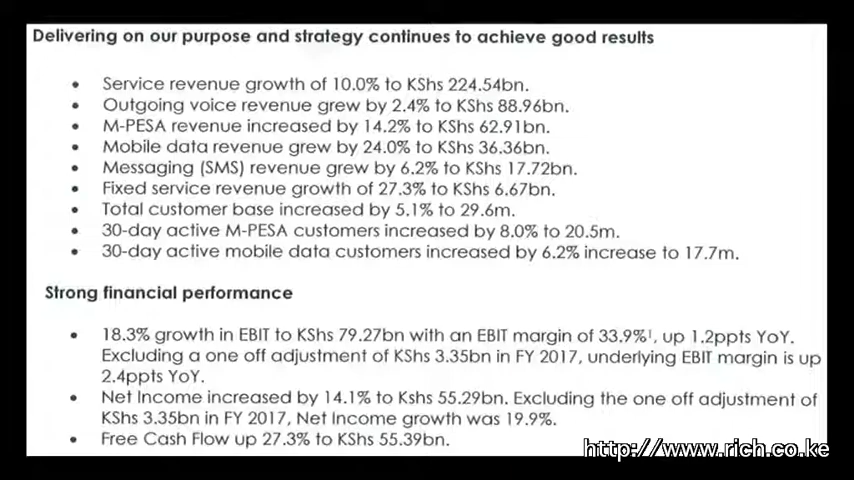 Delivering on our purpose and strategy continues to achieve good results
• Service revenue growth of 10.0% to KShs 224.54bn.
• Outgoing voice revenue grew by 2.4% to KShs 88.96bn.
• M-PESA revenue increased by 14.2% to KShs 62.91bn.
• Mobile data revenue grew by 24.0% to KShs 36.36bn.
• Messaging (SMS) revenue grew by 6.2% to KShs 17.72bn.
• Fixed service revenue growth of 27.3% to KShs 6.67bn.
• Total customer base increased by 5.1% to 29.6m.
• 30-day active M-PESA customers increased by 8.0% to 20.5m.
• 30-day active mobile data customers increased by 6.2% increase to 17.7m.
Strong financial performance
• 18.3% growth in EBIT to KShs 79.27bn with an EBIT margin of 33.9%¹, up 1.2ppts YoY.
Excluding a one off adjustment of KShs 3.35bn in FY 2017, underlying EBIT margin is up
2.4ppts YoY.
• Net Income increased by 14.1% to Kshs 55.29bn. Excluding the one off adjustment of
KShs 3.35bn in FY 2017, Net Income growth was 19.9%.
• Free Cash Flow up 27.3% to KShs 55.39bn.
http://www.rich.co.ke